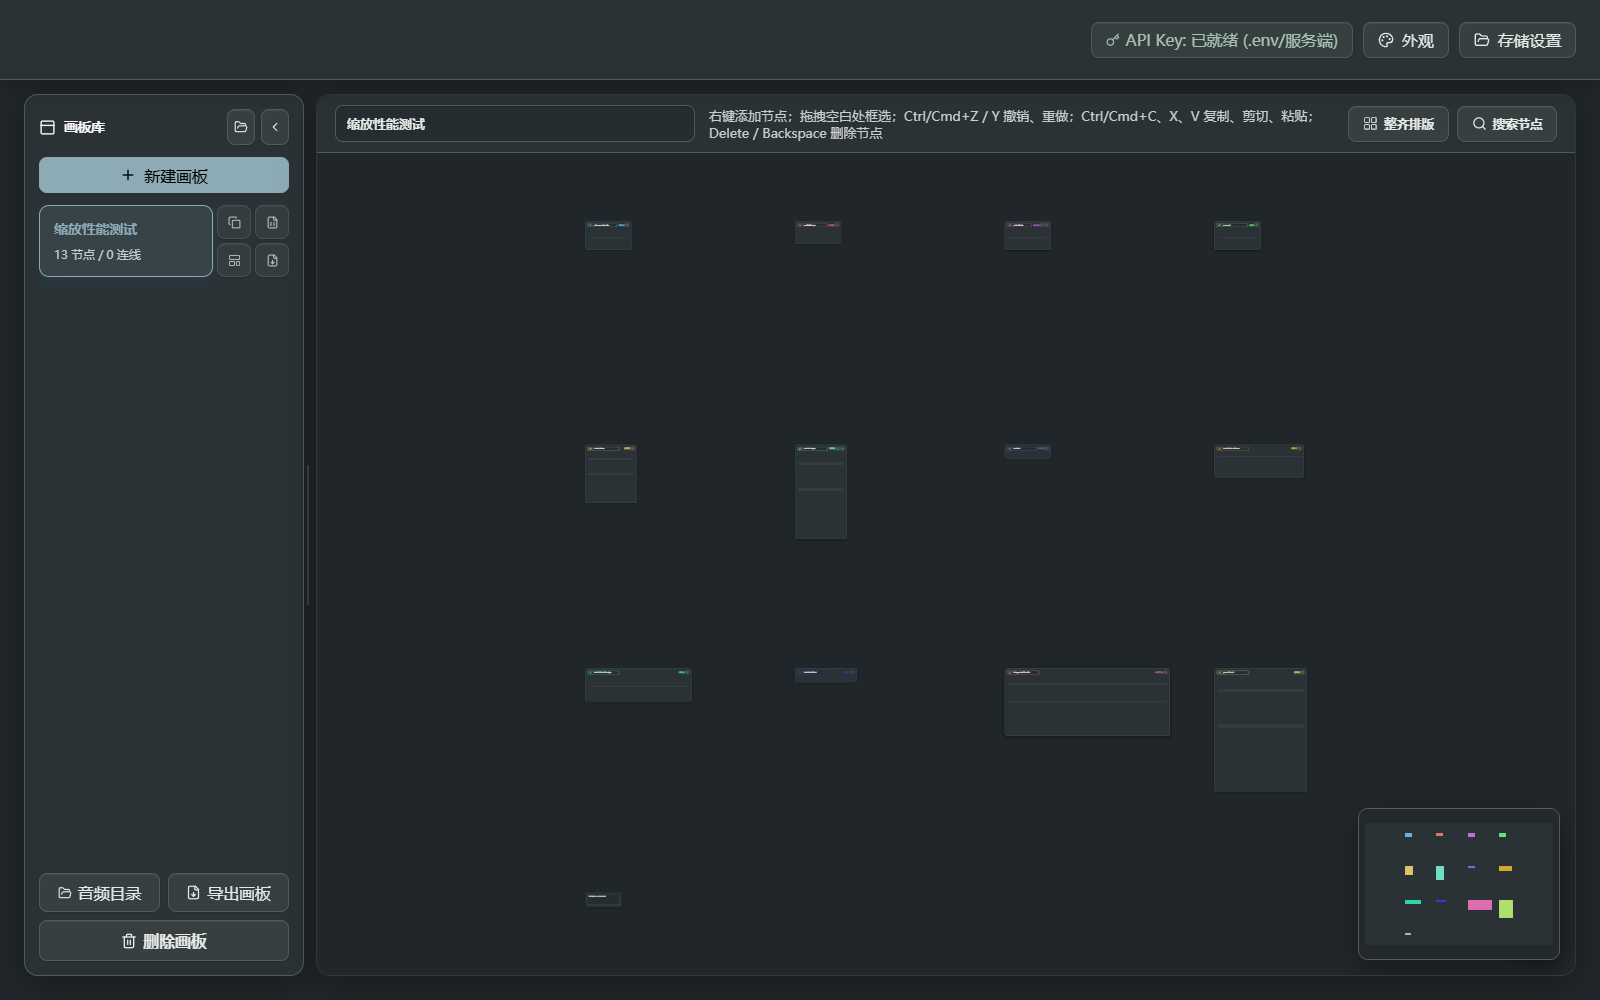 API Key: 已就绪 (.env/服务端)
外观
存储设置
画板库
新建画板
缩放性能测试
13 节点 / 0 连线
音频目录
导出画板
删除画板
缩放性能测试
右键添加节点；拖拽空白处框选；Ctrl/Cmd+Z / Y 撤销、重做；Ctrl/Cmd+C、X、V 复制、剪切、粘贴；
Delete / Backspace 删除节点
整齐排版
搜索节点